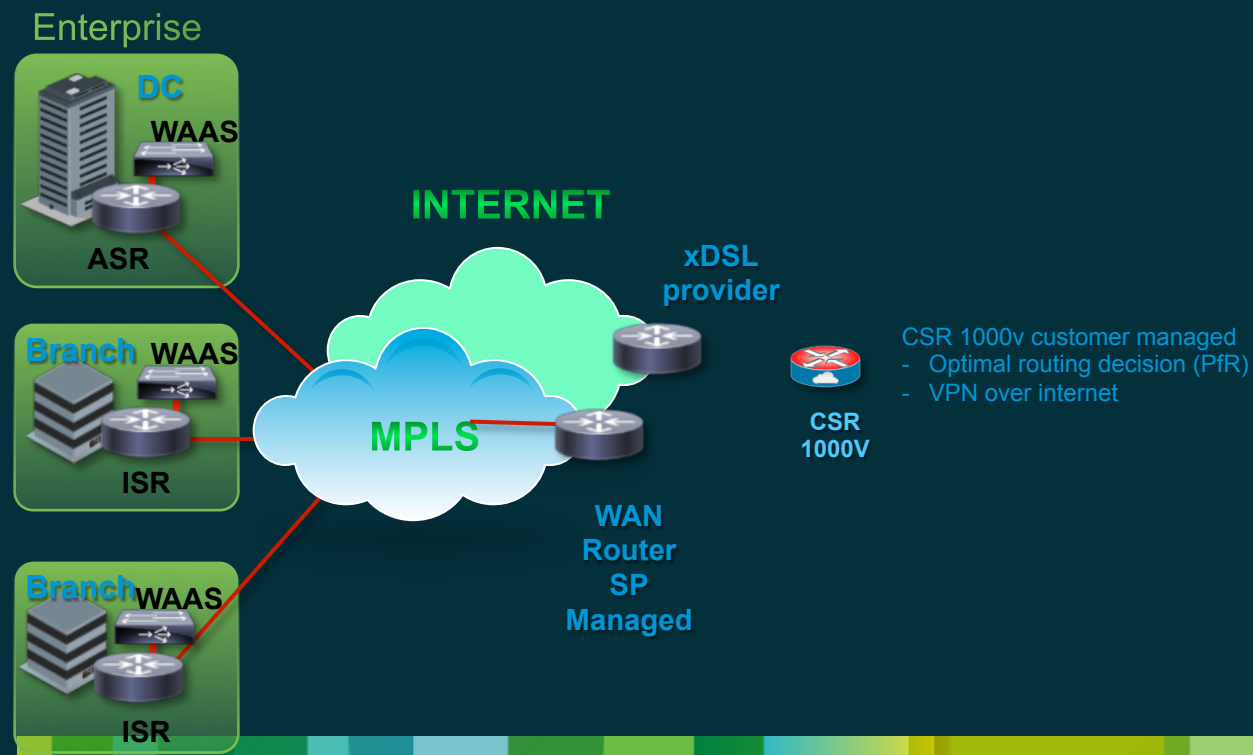 Enterprise
DC
WAAS
ASR
Branch
WAAS
ISR
Branch
WAAS
ISR
INTERNET
MPLS
xDSL
provider
WAN
Router
SP
Managed
CSR
1000V
CSR 1000v customer managed
- Optimal routing decision (PfR)
- VPN over internet